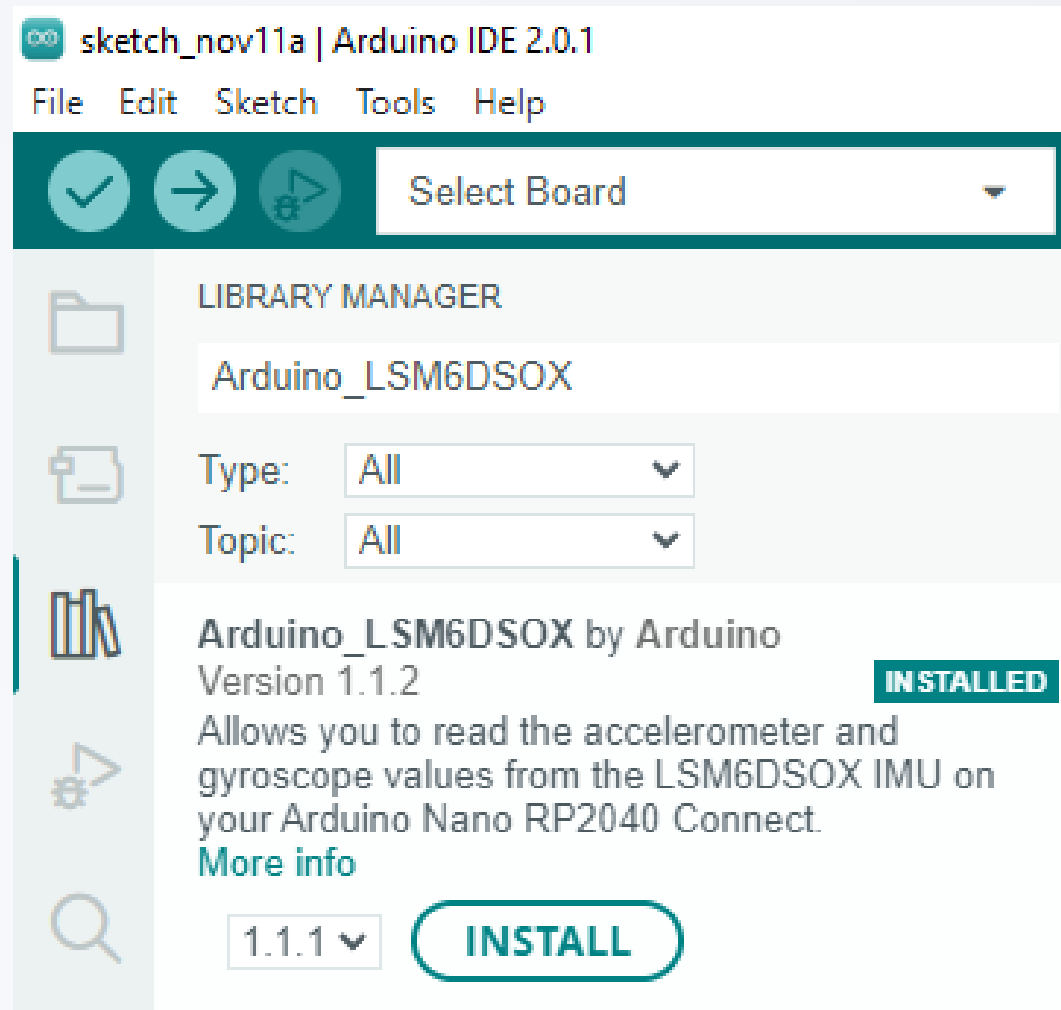 sketch_nov11a | Arduino IDE 2.0.1
File Edit Sketch Tools Help
Select Board
LIBRARY MANAGER
Arduino_LSM6DSOX
Type: All
Topic: All
Arduino_LSM6DSOX by Arduino
Version 1.1.2 INSTALLED
Allows you to read the accelerometer and
gyroscope values from the LSM6DSOX IMU on
your Arduino Nano RP2040 Connect.
More info
1.1.1 INSTALL